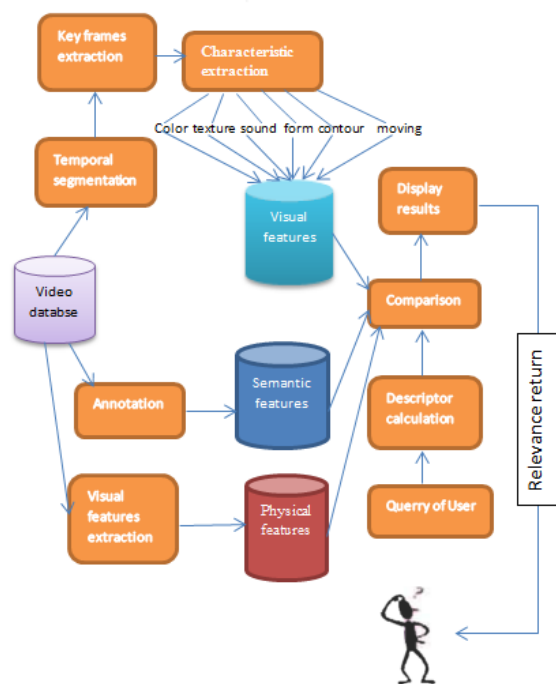 Key frames
extraction
Characteristic
extraction
Color texture sound form contour moving
Temporal
segmentation
Visual
features
Display
results
Video
databse
Comparison
Relevance return
Annotation
Semantic
features
Descriptor
calculation
Visual
features
extraction
Physical
features
Querry of User
?